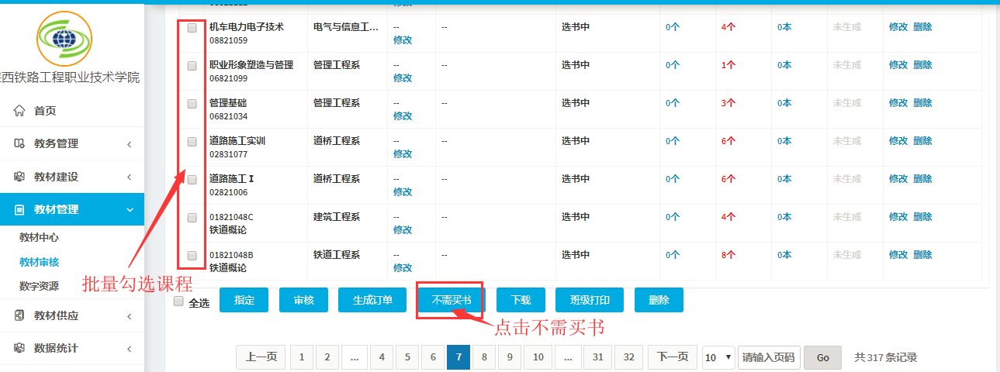 西铁路工程职业技术学院
首页
教务管理
教材建设
教材管理
教材中心
教材审核
数字资源
教材供应
数据统计
机车电力电子技术 电气与信息工... -- -- 选书中 0个 4个 0本 未生成 修改 删除
08821059 修改
职业形象塑造与管理 管理工程系 -- -- 选书中 0个 1个 0本 未生成 修改 删除
06821099 修改
管理基础 管理工程系 -- -- 选书中 0个 3个 0本 未生成 修改 删除
06821034 修改
道路施工实训 道桥工程系 -- -- 选书中 0个 6个 0本 未生成 修改 删除
02831077 修改
道路施工Ⅰ 道桥工程系 -- -- 选书中 0个 6个 0本 未生成 修改 删除
02821006 修改
01821048C 建筑工程系 -- -- 选书中 0个 4个 0本 未生成 修改 删除
铁道概论 修改
01821048B 铁道工程系 -- -- 选书中 0个 8个 0本 未生成 修改 删除
铁道概论 修改
批量勾选课程
全选 指定 审核 生成订单 不需买书 下载 班级打印 删除
点击不需买书
上一页 1 2 ... 4 5 6 7 8 9 10 ... 31 32 下一页 10 请输入页码 Go 共317条记录